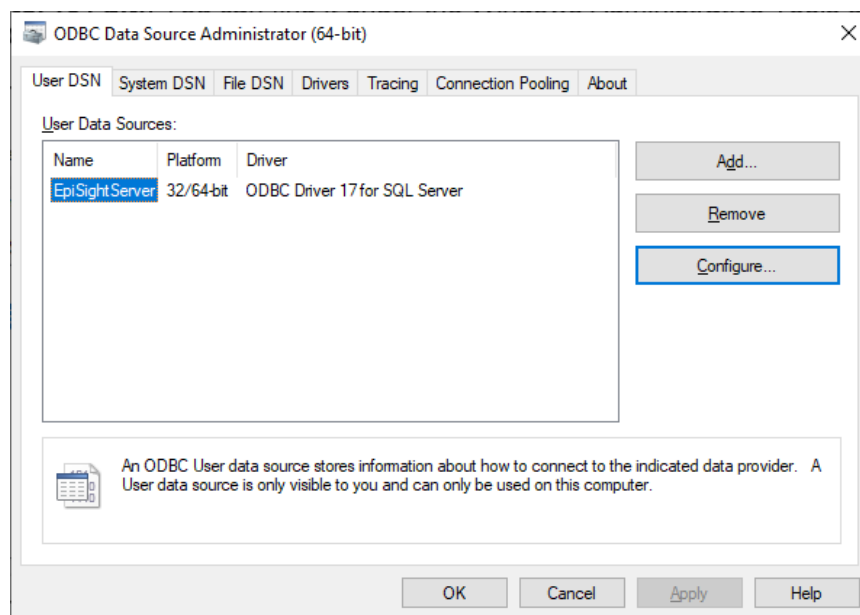 ODBC Data Source Administrator (64-bit)
User DSN System DSN File DSN Drivers Tracing Connection Pooling About
User Data Sources:
Name Platform Driver
EpiSightServer 32/64-bit ODBC Driver 17 for SQL Server
Add...
Remove
Configure...
An ODBC User data source stores information about how to connect to the indicated data provider. A
User data source is only visible to you and can only be used on this computer.
OK Cancel Apply Help